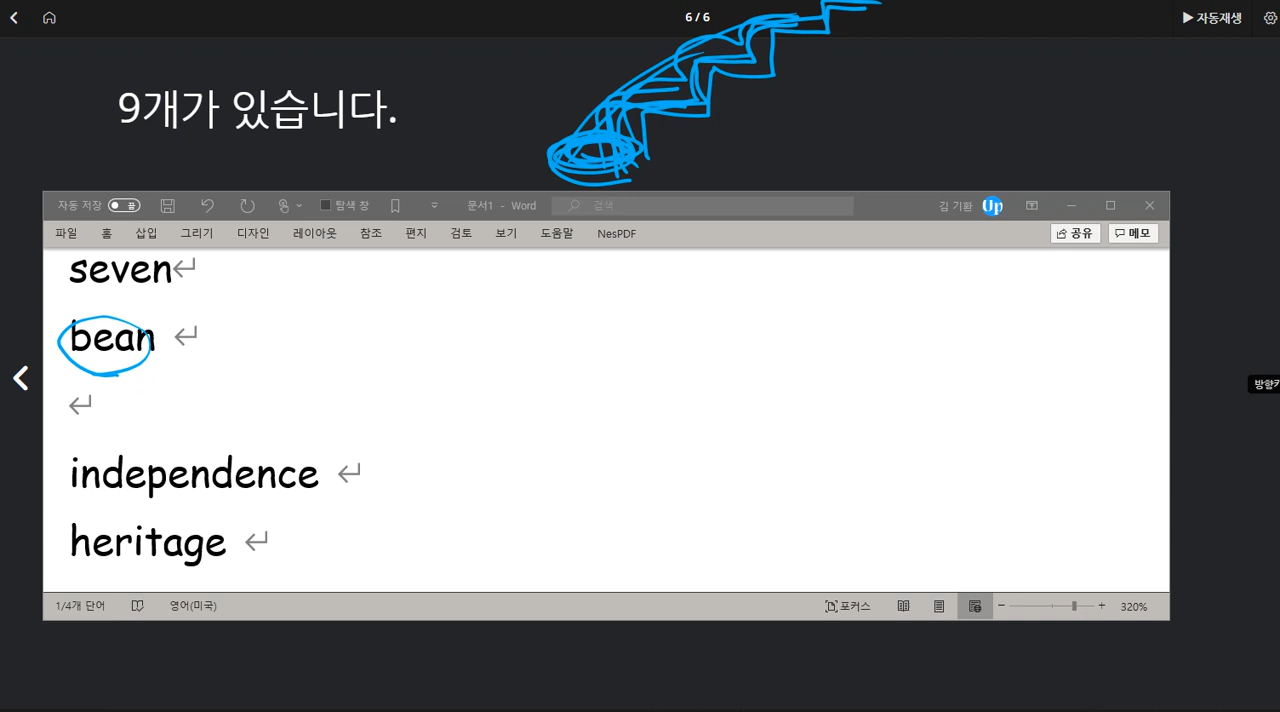 6 / 6
▶ 자동재생
9개가 있습니다.
자동 저장 끔 탐색 창 문서1 - Word 검색 김 기환 Up
파일 홈 삽입 그리기 디자인 레이아웃 참조 편지 검토 보기 도움말 NesPDF 공유 메모
seven
bean
방향키
independence
heritage
1/4개 단어 영어(미국) 포커스 - + 320%